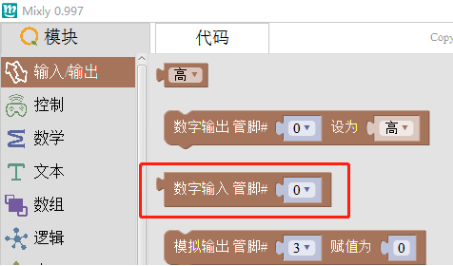 Mixly 0.997
模块
代码
Copy
输入/输出
高
控制
数字输出 管脚# 0 设为 高
数学
文本
数字输入 管脚# 0
数组
逻辑
模拟输出 管脚# 3 赋值为 0